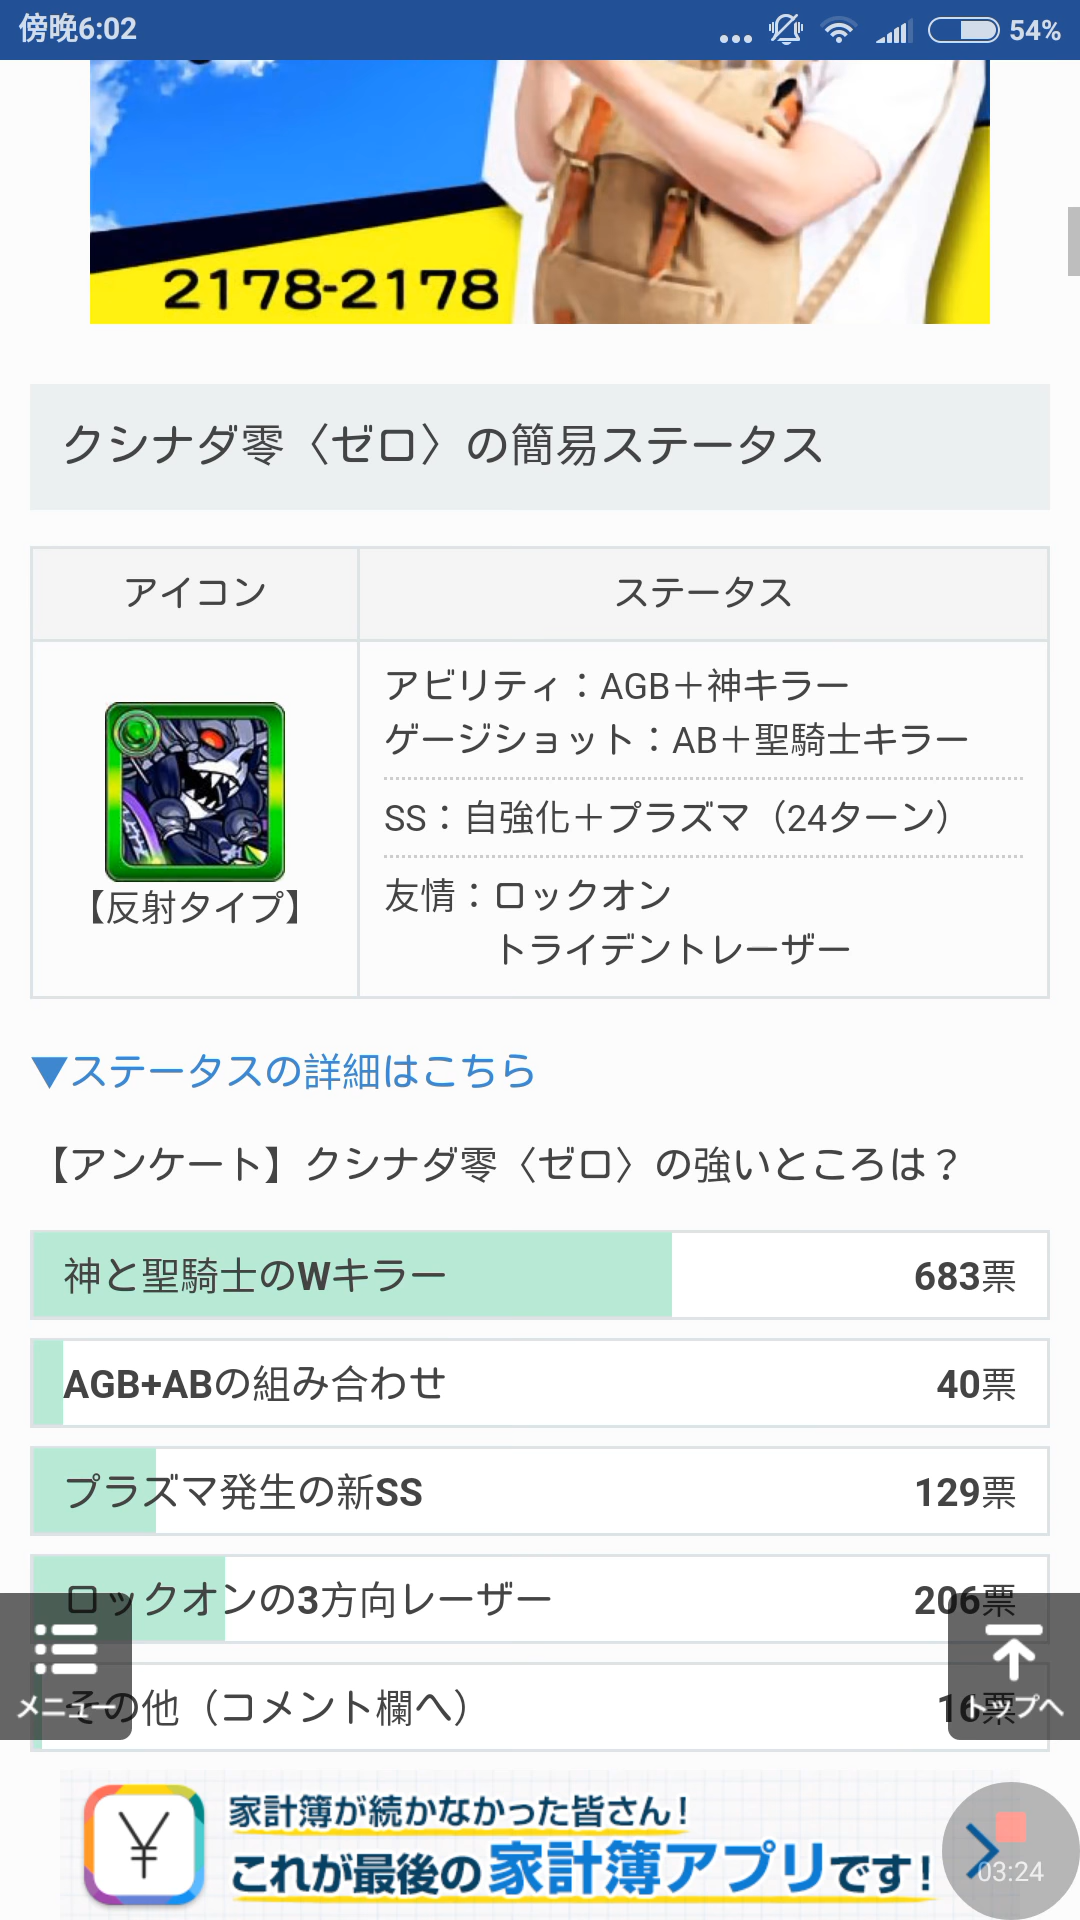 傍晚6:02
54%
2178-2178
クシナダ零〈ゼロ〉の簡易ステータス
アイコン
ステータス
アビリティ：AGB＋神キラー
ゲージショット：AB＋聖騎士キラー
SS：自強化＋プラズマ（24ターン）
【反射タイプ】
友情：ロックオン
トライデントレーザー
▼ステータスの詳細はこちら
【アンケート】クシナダ零〈ゼロ〉の強いところは？
神と聖騎士のWキラー 683票
AGB+ABの組み合わせ 40票
プラズマ発生の新SS 129票
ロックオンの3方向レーザー 206票
その他（コメント欄へ） 16票
メニュー
トップへ
家計簿が続かなかった皆さん!
これが最後の家計簿アプリです!
03:24